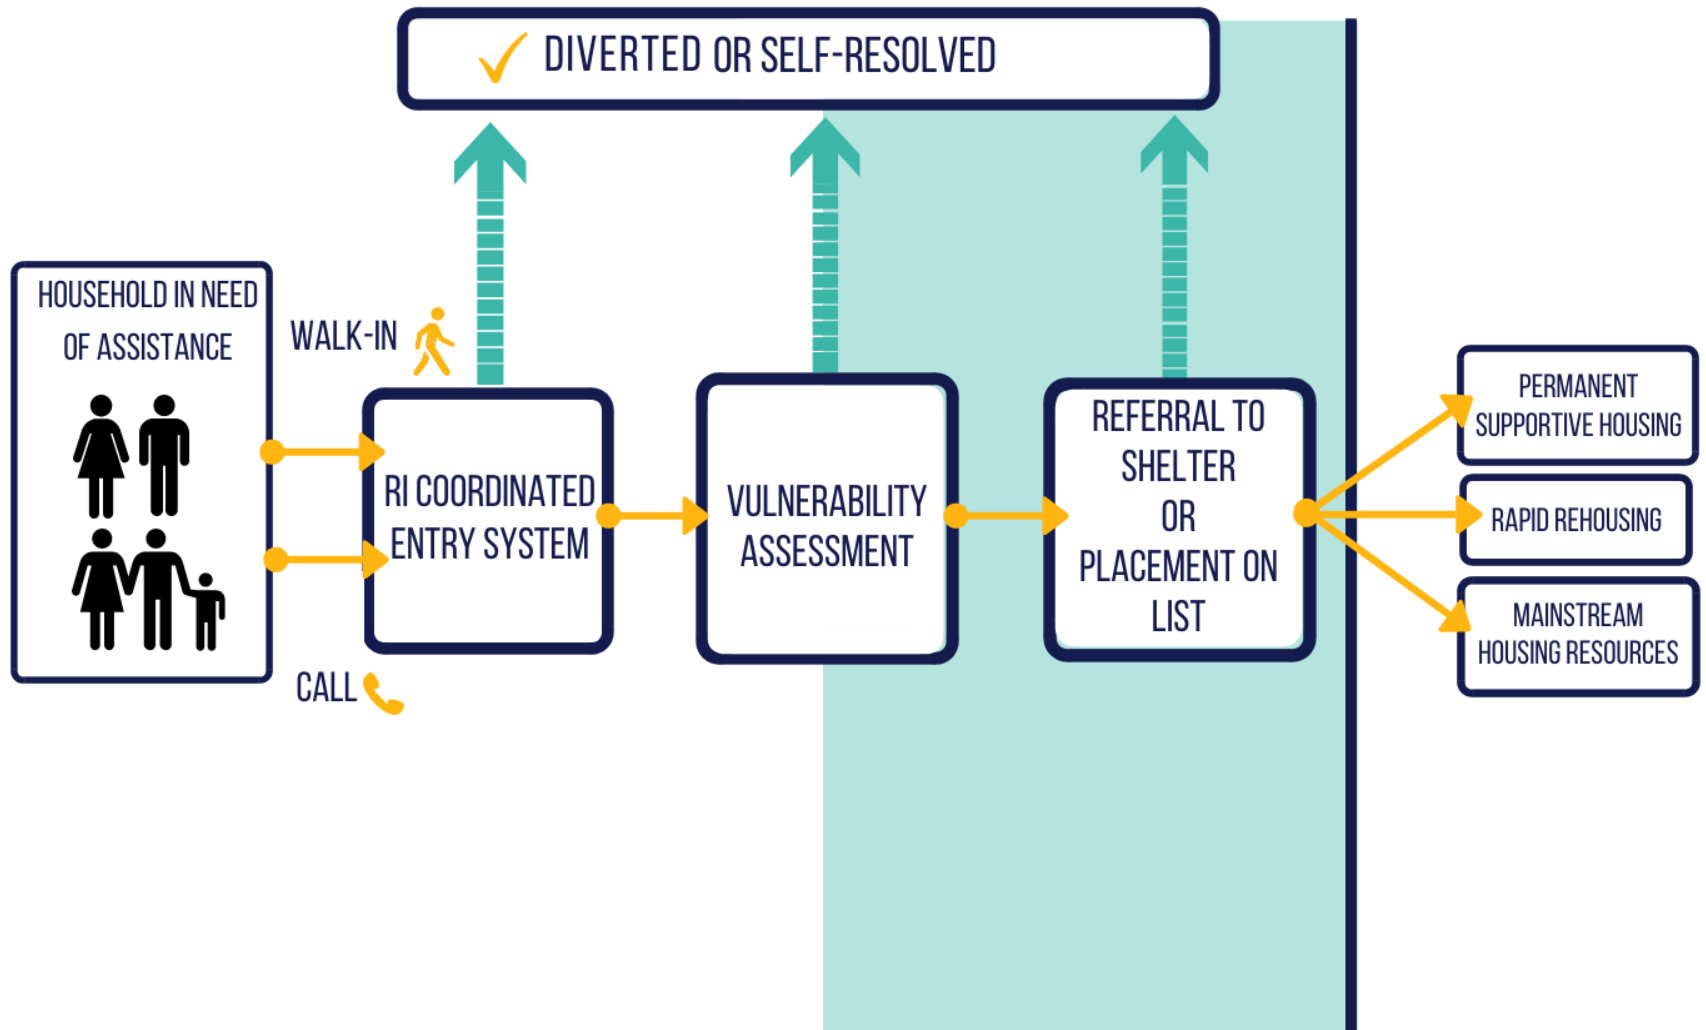 DIVERTED OR SELF-RESOLVED
HOUSEHOLD IN NEED
OF ASSISTANCE
WALK-IN
CALL
RI COORDINATED
ENTRY SYSTEM
VULNERABILITY
ASSESSMENT
REFERRAL TO
SHELTER
OR
PLACEMENT ON
LIST
PERMANENT
SUPPORTIVE HOUSING
RAPID REHOUSING
MAINSTREAM
HOUSING RESOURCES